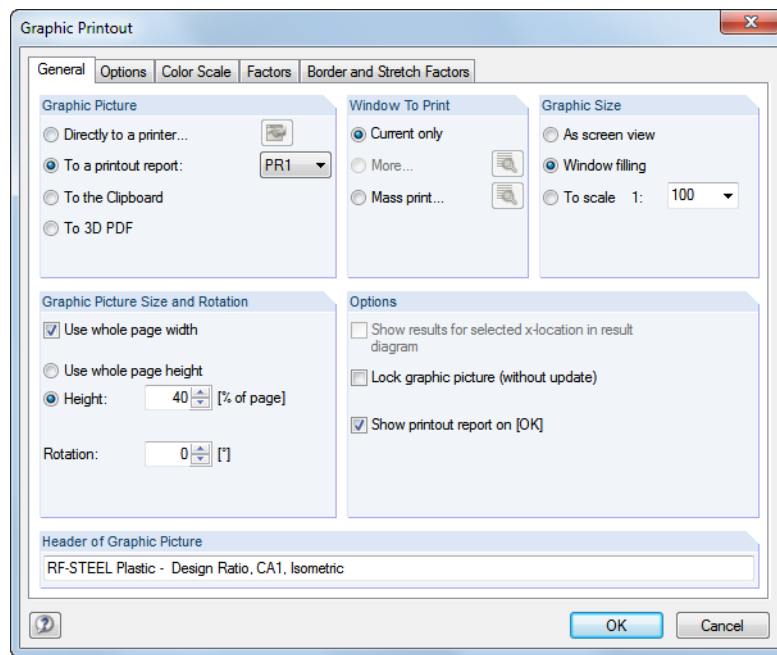 Graphic Printout
General
Options
Color Scale
Factors
Border and Stretch Factors
Graphic Picture
Directly to a printer...
To a printout report:
PR1
To the Clipboard
To 3D PDF
Window To Print
Current only
More...
Mass print...
Graphic Size
As screen view
Window filling
To scale 1:
100
Graphic Picture Size and Rotation
Use whole page width
Use whole page height
Height:
40
[% of page]
Rotation:
0
[°]
Options
Show results for selected x-location in result
diagram
Lock graphic picture (without update)
Show printout report on [OK]
Header of Graphic Picture
RF-STEEL Plastic - Design Ratio, CA1, Isometric
OK
Cancel